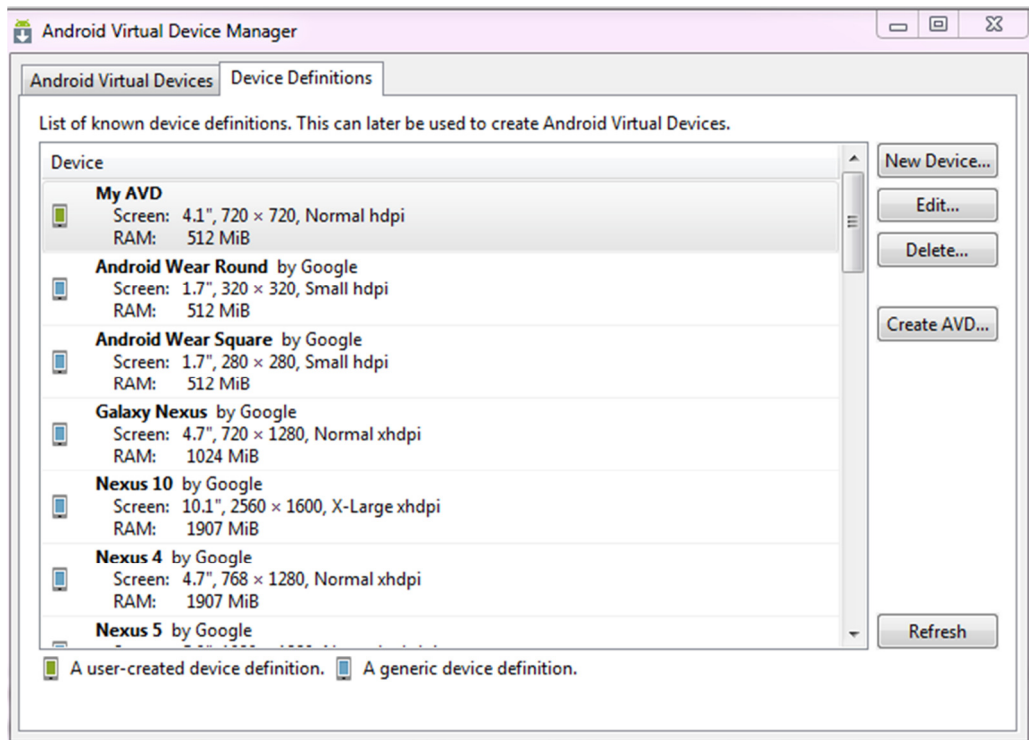 Android Virtual Device Manager
Android Virtual Devices
Device Definitions
List of known device definitions. This can later be used to create Android Virtual Devices.
Device
My AVD
Screen: 4.1", 720 × 720, Normal hdpi
RAM: 512 MiB
Android Wear Round by Google
Screen: 1.7", 320 × 320, Small hdpi
RAM: 512 MiB
Android Wear Square by Google
Screen: 1.7", 280 × 280, Small hdpi
RAM: 512 MiB
Galaxy Nexus by Google
Screen: 4.7", 720 × 1280, Normal xhdpi
RAM: 1024 MiB
Nexus 10 by Google
Screen: 10.1", 2560 × 1600, X-Large xhdpi
RAM: 1907 MiB
Nexus 4 by Google
Screen: 4.7", 768 × 1280, Normal xhdpi
RAM: 1907 MiB
Nexus 5 by Google
New Device...
Edit...
Delete...
Create AVD...
Refresh
A user-created device definition. A generic device definition.